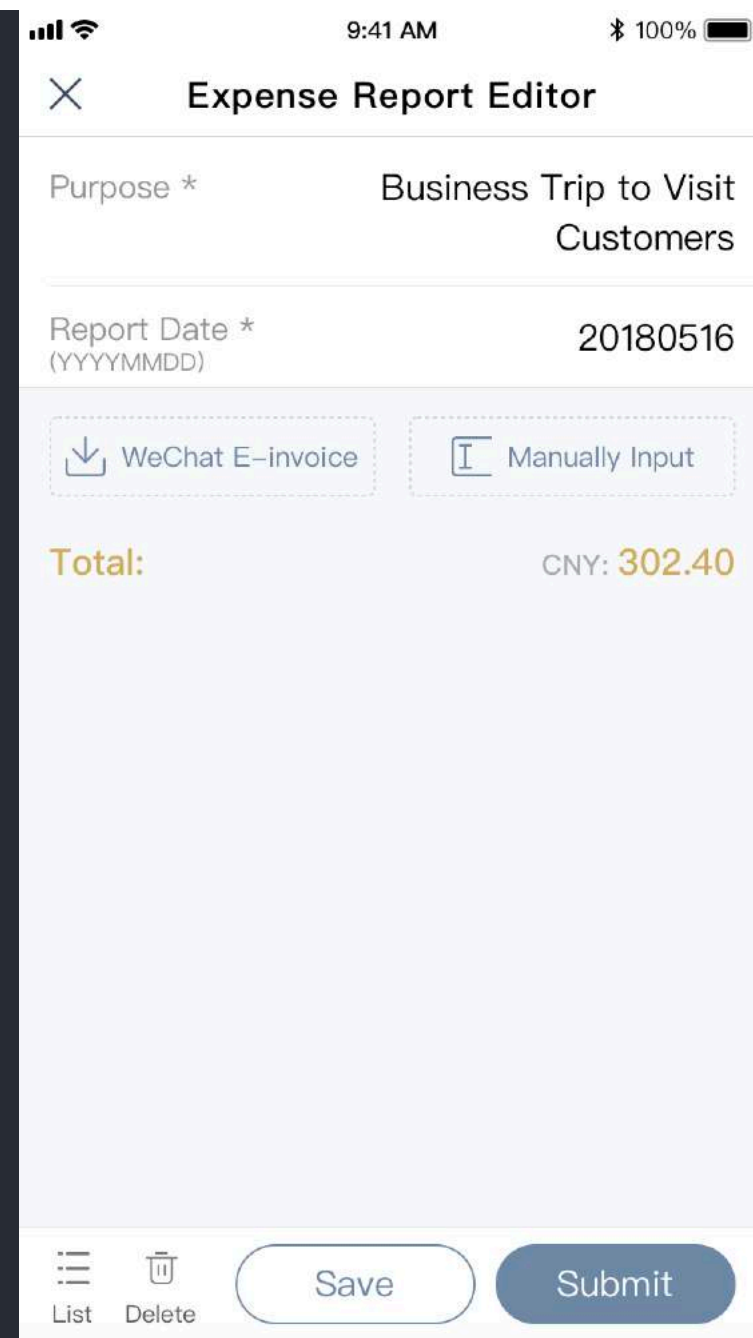 9:41 AM
100%
Expense Report Editor
Purpose *
Business Trip to Visit
Customers
Report Date *
(YYYYMMDD)
20180516
WeChat E-invoice
Manually Input
Total:
CNY: 302.40
List
Delete
Save
Submit